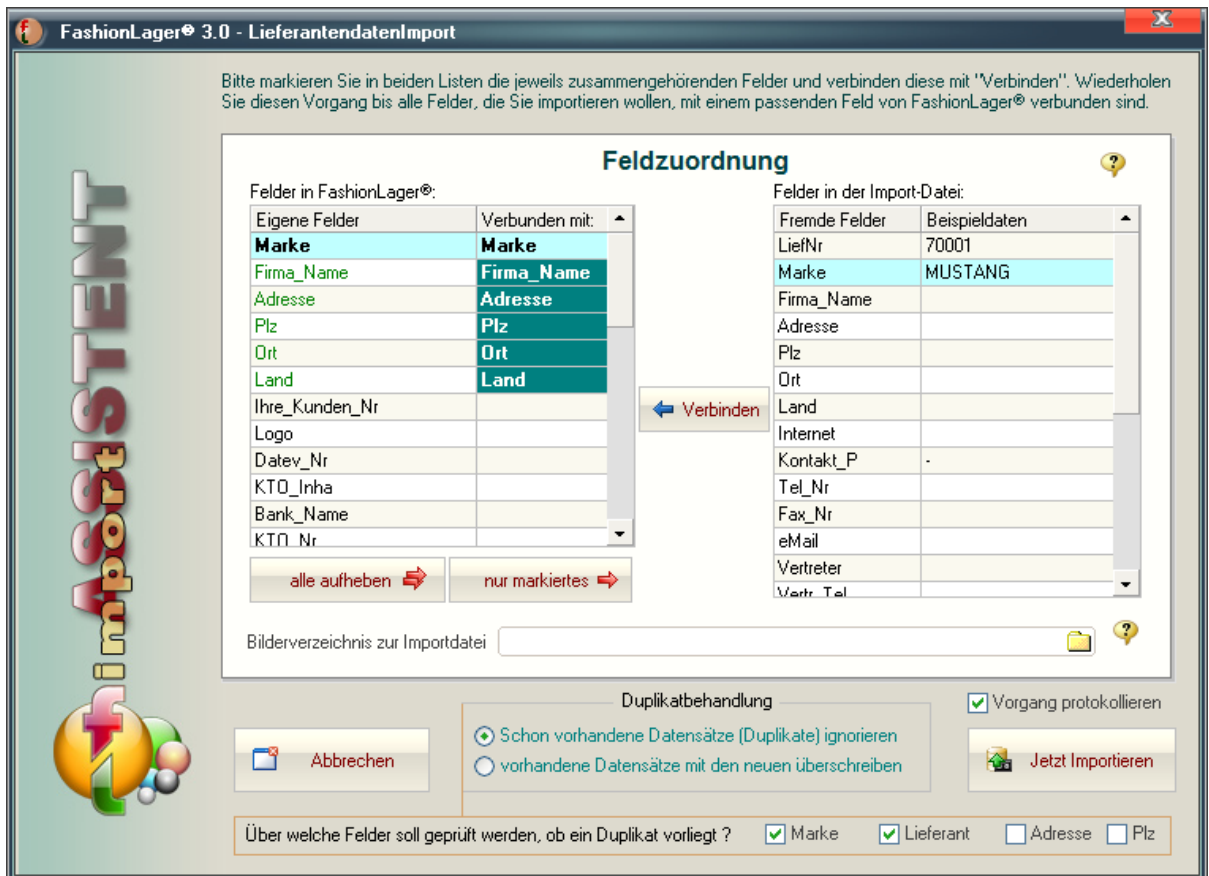 FashionLager® 3.0 - LieferantendatenImport
Bitte markieren Sie in beiden Listen die jeweils zusammengehörenden Felder und verbinden diese mit "Verbinden". Wiederholen
Sie diesen Vorgang bis alle Felder, die Sie importieren wollen, mit einem passenden Feld von FashionLager® verbunden sind.
importASSISTENT
Feldzuordnung
Felder in FashionLager®:
Eigene Felder Verbunden mit:
Marke Marke
Firma_Name Firma_Name
Adresse Adresse
Plz Plz
Ort Ort
Land Land
Ihre_Kunden_Nr
Logo
Datev_Nr
KTO_Inha
Bank_Name
KTO_Nr
alle aufheben
nur markiertes
Verbinden
Felder in der Import-Datei:
Fremde Felder Beispieldaten
LiefNr 70001
Marke MUSTANG
Firma_Name
Adresse
Plz
Ort
Land
Internet
Kontakt_P -
Tel_Nr
Fax_Nr
eMail
Vertreter
Vertr_Tel
Bilderverzeichnis zur Importdatei
Abbrechen
Duplikatbehandlung
Schon vorhandene Datensätze (Duplikate) ignorieren
vorhandene Datensätze mit den neuen überschreiben
Vorgang protokollieren
Jetzt Importieren
Über welche Felder soll geprüft werden, ob ein Duplikat vorliegt ? Marke Lieferant Adresse Plz